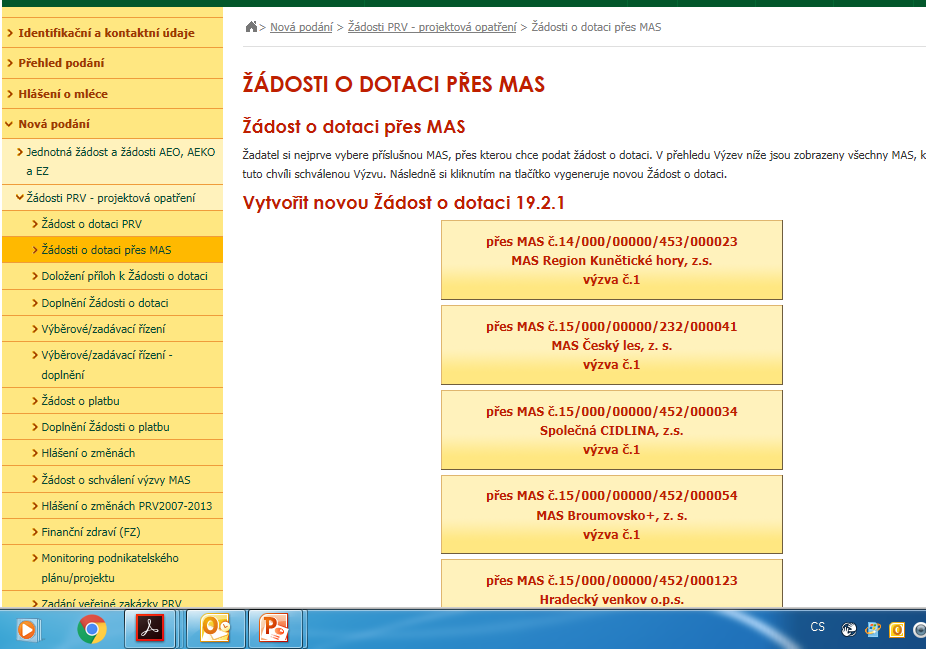 Identifikační a kontaktní údaje
Přehled podání
Hlášení o mléce
Nová podání
Jednotná žádost a žádosti AEO, AEKO
a EZ
Žádosti PRV - projektová opatření
Žádost o dotaci PRV
Žádosti o dotaci přes MAS
Doložení příloh k Žádosti o dotaci
Doplnění Žádosti o dotaci
Výběrové/zadávací řízení
Výběrové/zadávací řízení -
doplnění
Žádost o platbu
Doplnění Žádosti o platbu
Hlášení o změnách
Žádost o schválení výzvy MAS
Hlášení o změnách PRV2007-2013
Finanční zdraví (FZ)
Monitoring podnikatelského
plánu/projektu
Zadání veřejné zakázky PRV
> Nová podání > Žádosti PRV - projektová opatření > Žádosti o dotaci přes MAS
ŽÁDOSTI O DOTACI PŘES MAS
Žádost o dotaci přes MAS
Žadatel si nejprve vybere příslušnou MAS, přes kterou chce podat žádost o dotaci. V přehledu Výzev níže jsou zobrazeny všechny MAS, k
tuto chvíli schválenou Výzvu. Následně si kliknutím na tlačítko vygeneruje novou Žádost o dotaci.
Vytvořit novou Žádost o dotaci 19.2.1
přes MAS č.14/000/00000/453/000023
MAS Region Kunětické hory, z.s.
výzva č.1
přes MAS č.15/000/00000/232/000041
MAS Český les, z. s.
výzva č.1
přes MAS č.15/000/00000/452/000034
Společná CIDLINA, z.s.
výzva č.1
přes MAS č.15/000/00000/452/000054
MAS Broumovsko+, z. s.
výzva č.1
přes MAS č.15/000/00000/452/000123
Hradecký venkov o.p.s.
CS